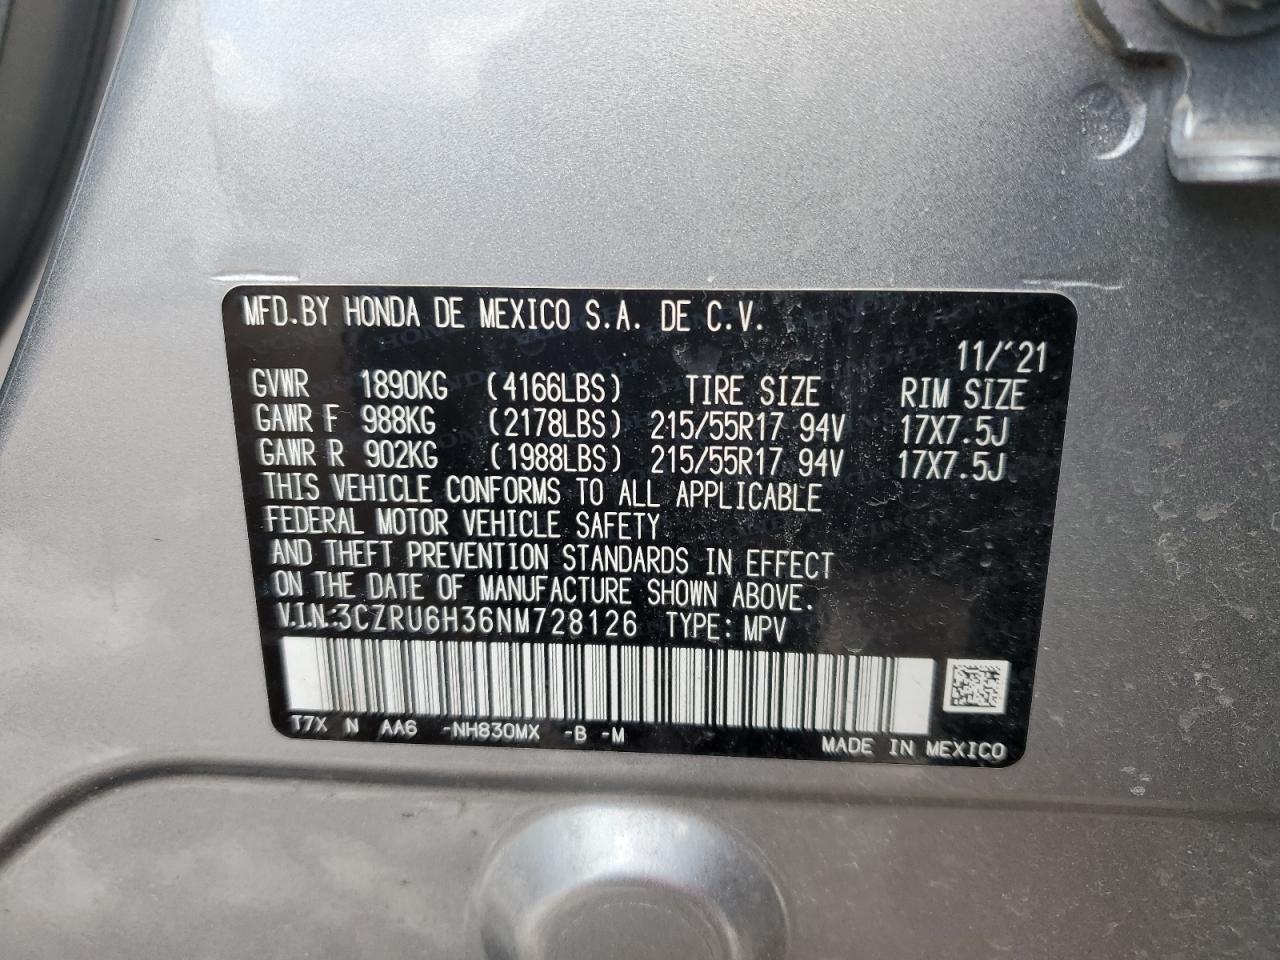 MFD.BY HONDA DE MEXICO S.A. DE C.V.
11/'21
GVWR 1890KG (4166LBS) TIRE SIZE RIM SIZE
GAWR F 988KG (2178LBS) 215/55R17 94V 17X7.5J
GAWR R 902KG (1988LBS) 215/55R17 94V 17X7.5J
THIS VEHICLE CONFORMS TO ALL APPLICABLE
FEDERAL MOTOR VEHICLE SAFETY
AND THEFT PREVENTION STANDARDS IN EFFECT
ON THE DATE OF MANUFACTURE SHOWN ABOVE.
V.I.N:3CZRU6H36NM728126 TYPE: MPV
T7X N AA6 -NH830MX -B -M
MADE IN MEXICO